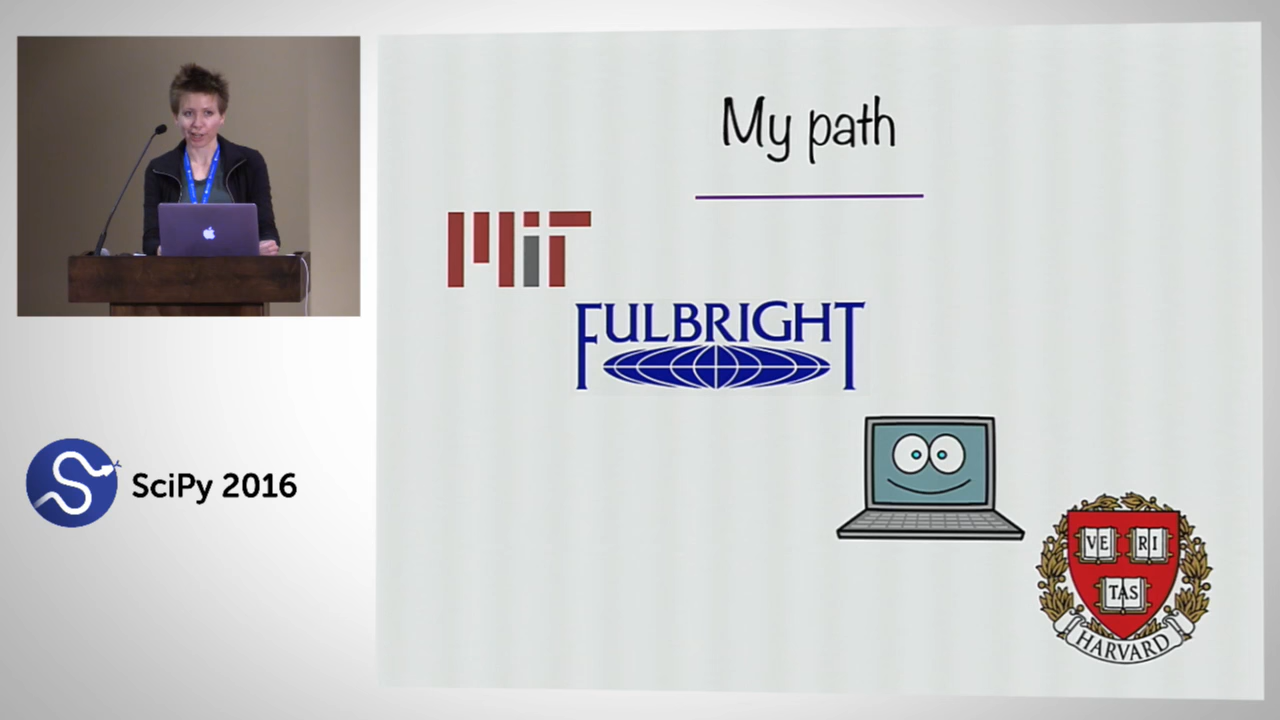 My path
MIT
FULBRIGHT
SciPy 2016
VE RI
TAS
HARVARD